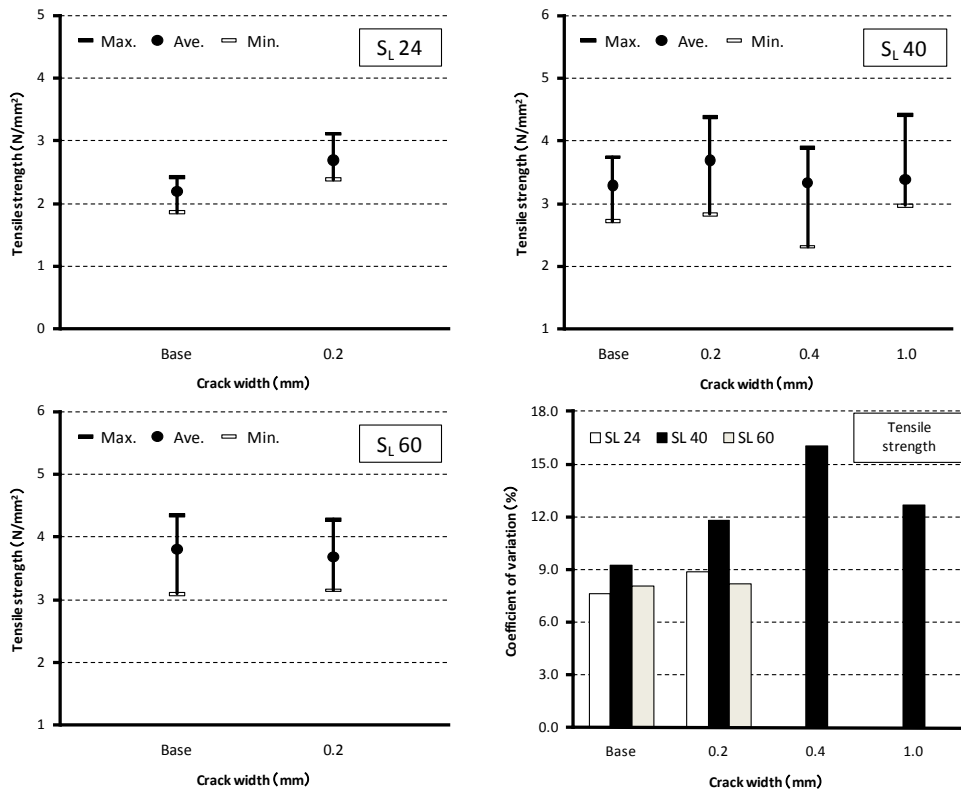 Max. Ave. Min.
S_L 24
5
4
3
2
1
0
Tensile strength (N/mm²)
Base 0.2
Crack width (mm)
Max. Ave. Min.
S_L 40
6
5
4
3
2
1
Tensile strength (N/mm²)
Base 0.2 0.4 1.0
Crack width (mm)
Max. Ave. Min.
S_L 60
6
5
4
3
2
1
Tensile strength (N/mm²)
Base 0.2
Crack width (mm)
SL 24 SL 40 SL 60
Tensile
strength
18.0
15.0
12.0
9.0
6.0
3.0
0.0
Coefficient of variation (%)
Base 0.2 0.4 1.0
Crack width (mm)